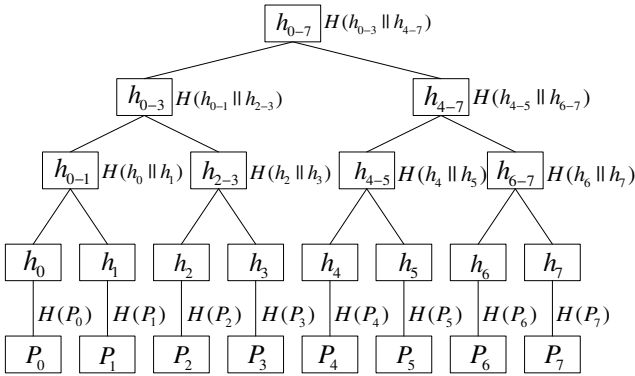 h₀₋₇ H(h₀₋₃ || h₄₋₇)
h₀₋₃ H(h₀₋₁ || h₂₋₃) h₄₋₇ H(h₄₋₅ || h₆₋₇)
h₀₋₁ H(h₀ || h₁) h₂₋₃ H(h₂ || h₃) h₄₋₅ H(h₄ || h₅) h₆₋₇ H(h₆ || h₇)
h₀ h₁ h₂ h₃ h₄ h₅ h₆ h₇
H(P₀) H(P₁) H(P₂) H(P₃) H(P₄) H(P₅) H(P₆) H(P₇)
P₀ P₁ P₂ P₃ P₄ P₅ P₆ P₇